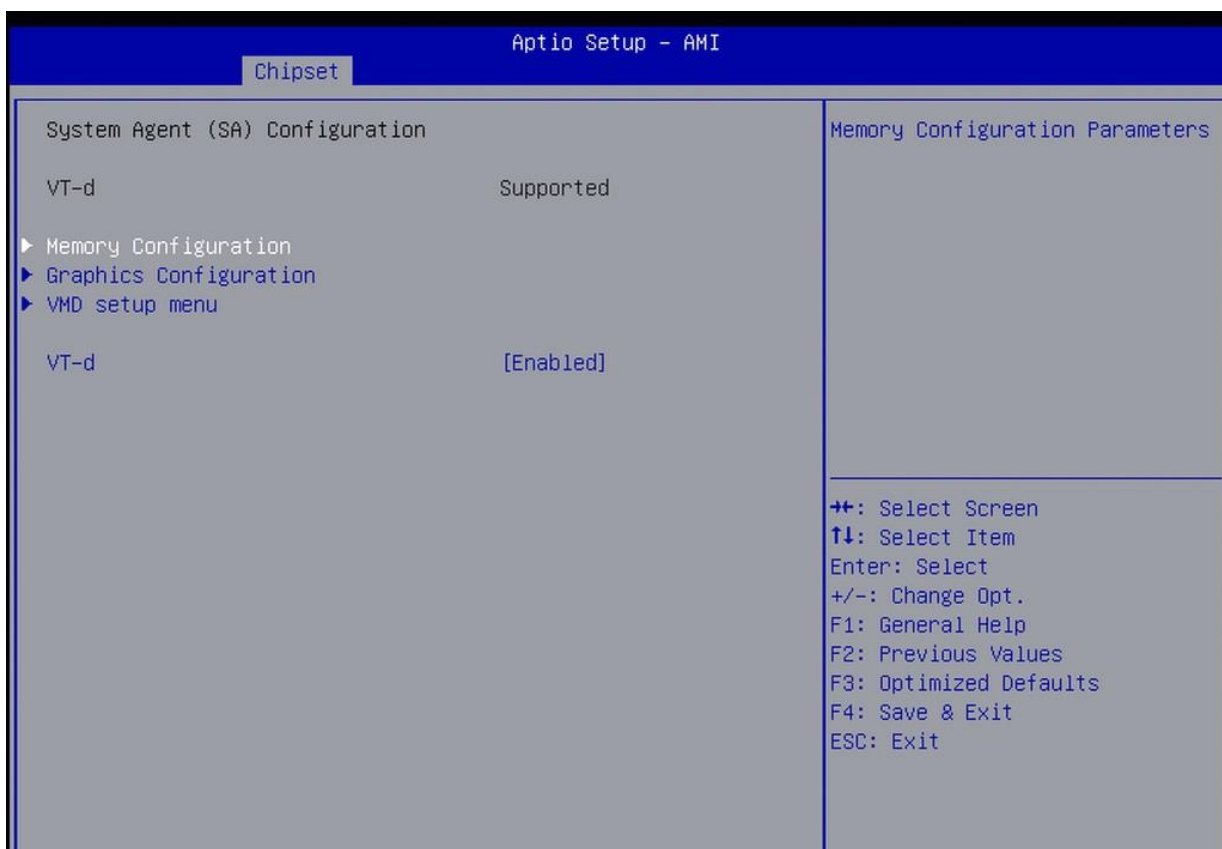 Aptio Setup – AMI
Chipset
System Agent (SA) Configuration
VT-d Supported
Memory Configuration
Graphics Configuration
VMD setup menu
VT-d [Enabled]
Memory Configuration Parameters
→←: Select Screen
↑↓: Select Item
Enter: Select
+/-: Change Opt.
F1: General Help
F2: Previous Values
F3: Optimized Defaults
F4: Save & Exit
ESC: Exit